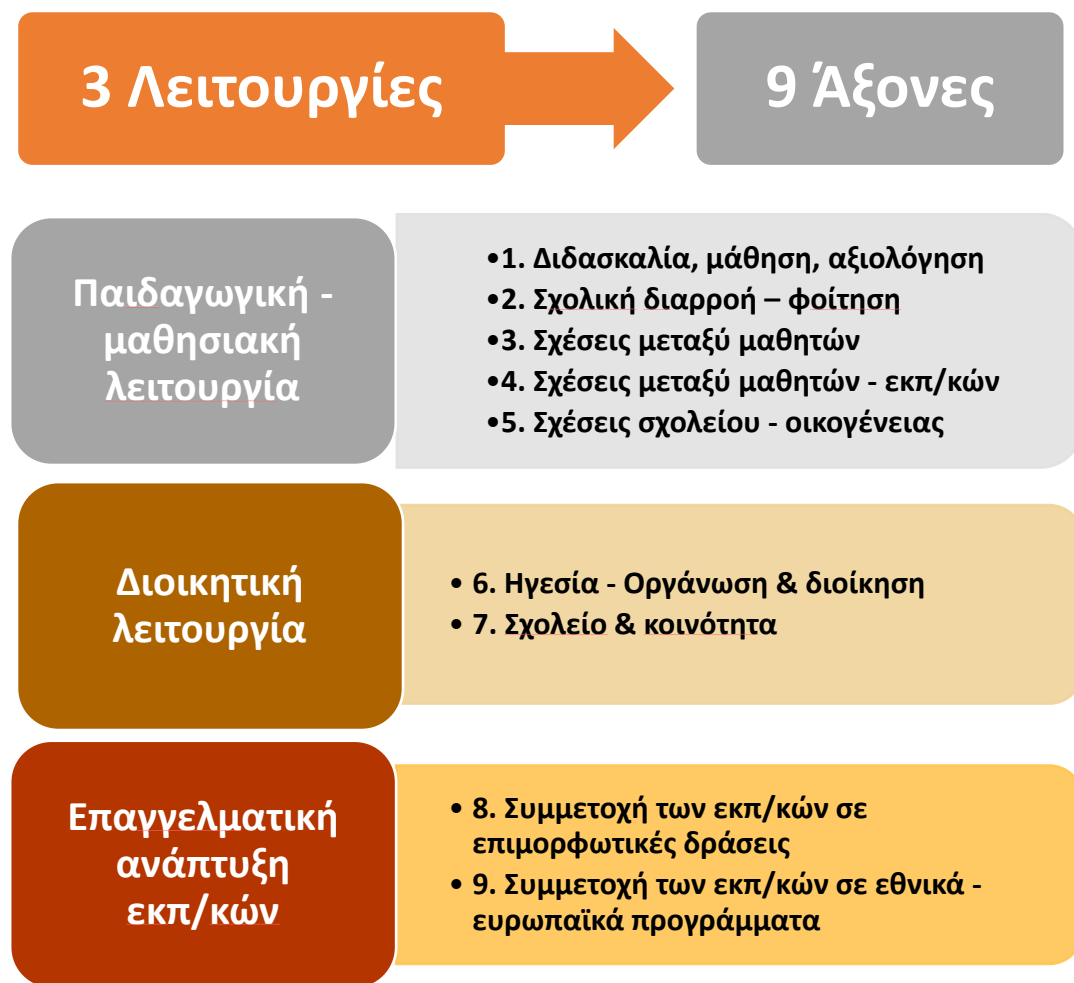 3 Λειτουργίες
9 Άξονες
Παιδαγωγική -
μαθησιακή
λειτουργία
•1. Διδασκαλία, μάθηση, αξιολόγηση
•2. Σχολική διαρροή – φοίτηση
•3. Σχέσεις μεταξύ μαθητών
•4. Σχέσεις μεταξύ μαθητών - εκπ/κών
•5. Σχέσεις σχολείου - οικογένειας
Διοικητική
λειτουργία
• 6. Ηγεσία - Οργάνωση & διοίκηση
• 7. Σχολείο & κοινότητα
Επαγγελματική
ανάπτυξη
εκπ/κών
• 8. Συμμετοχή των εκπ/κών σε
επιμορφωτικές δράσεις
• 9. Συμμετοχή των εκπ/κών σε εθνικά -
ευρωπαϊκά προγράμματα